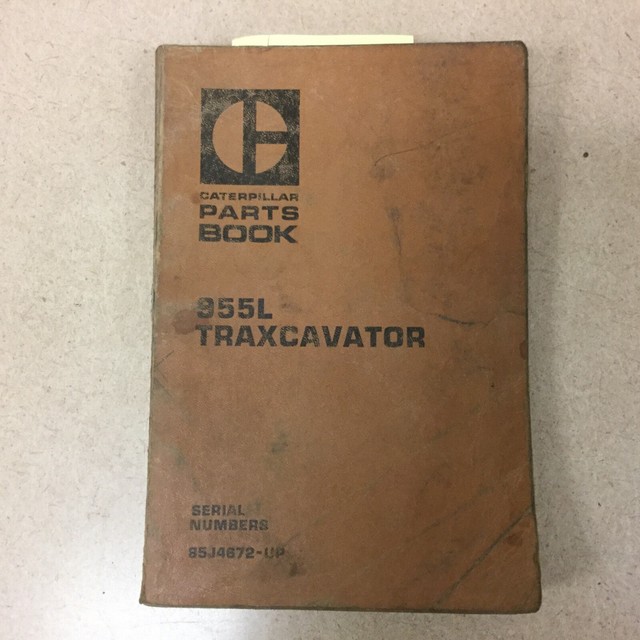 CATERPILLAR
PARTS
BOOK
955L
TRAXCAVATOR
SERIAL
NUMBERS
85J4672-UP